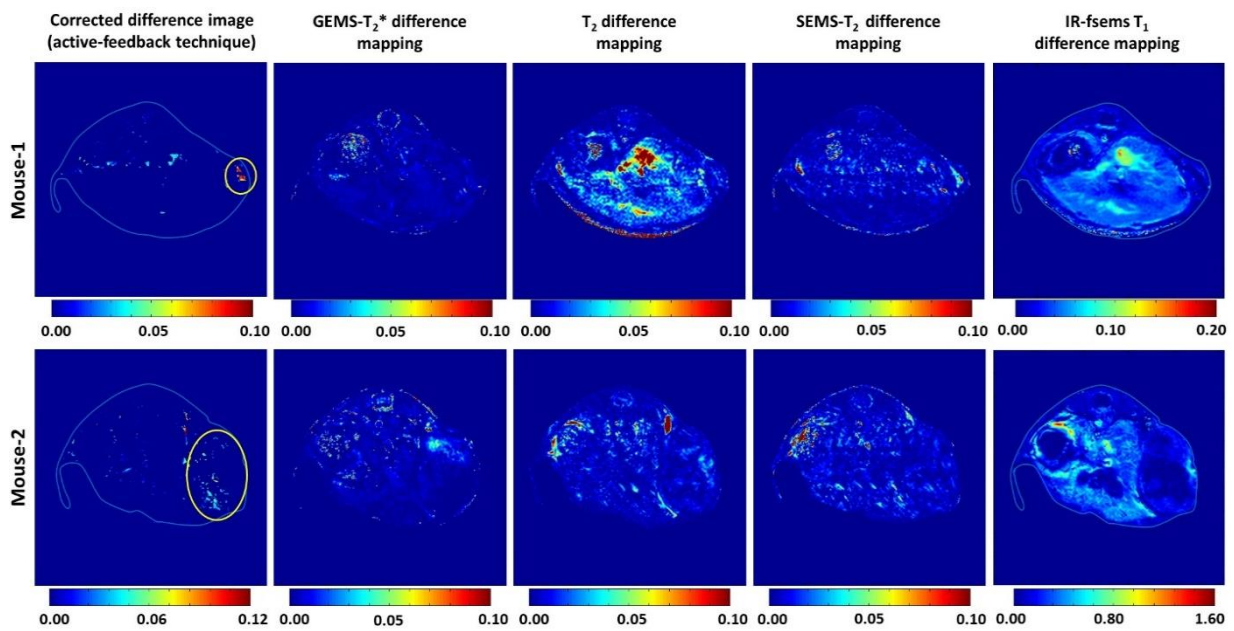 Corrected difference image
(active-feedback technique)
GEMS-T₂* difference
mapping
T₂ difference
mapping
SEMS-T₂ difference
mapping
IR-fsems T₁
difference mapping
Mouse-1
0.00 0.05 0.10
0.00 0.05 0.10
0.00 0.05 0.10
0.00 0.05 0.10
0.00 0.10 0.20
Mouse-2
0.00 0.06 0.12
0.00 0.05 0.10
0.00 0.05 0.10
0.00 0.05 0.10
0.00 0.80 1.60